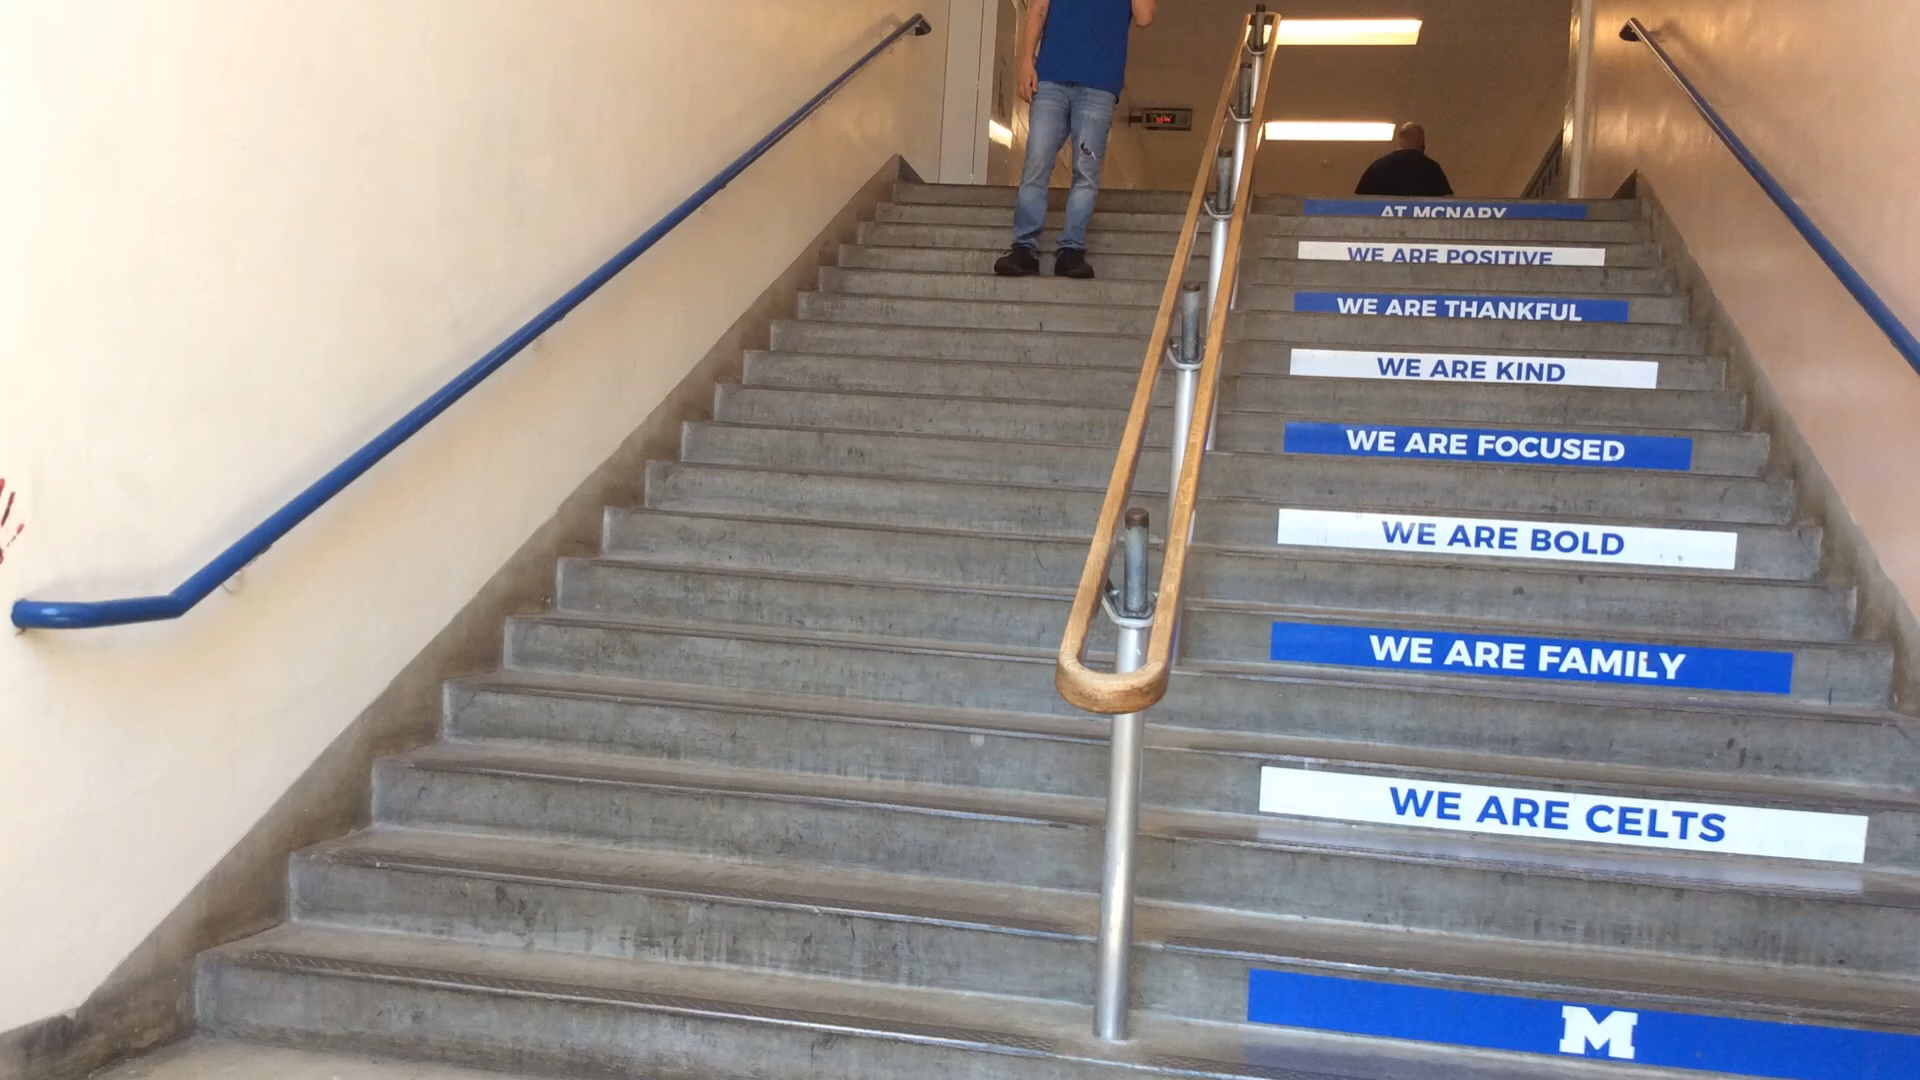 AT MCNARY
WE ARE POSITIVE
WE ARE THANKFUL
WE ARE KIND
WE ARE FOCUSED
WE ARE BOLD
WE ARE FAMILY
WE ARE CELTS
M